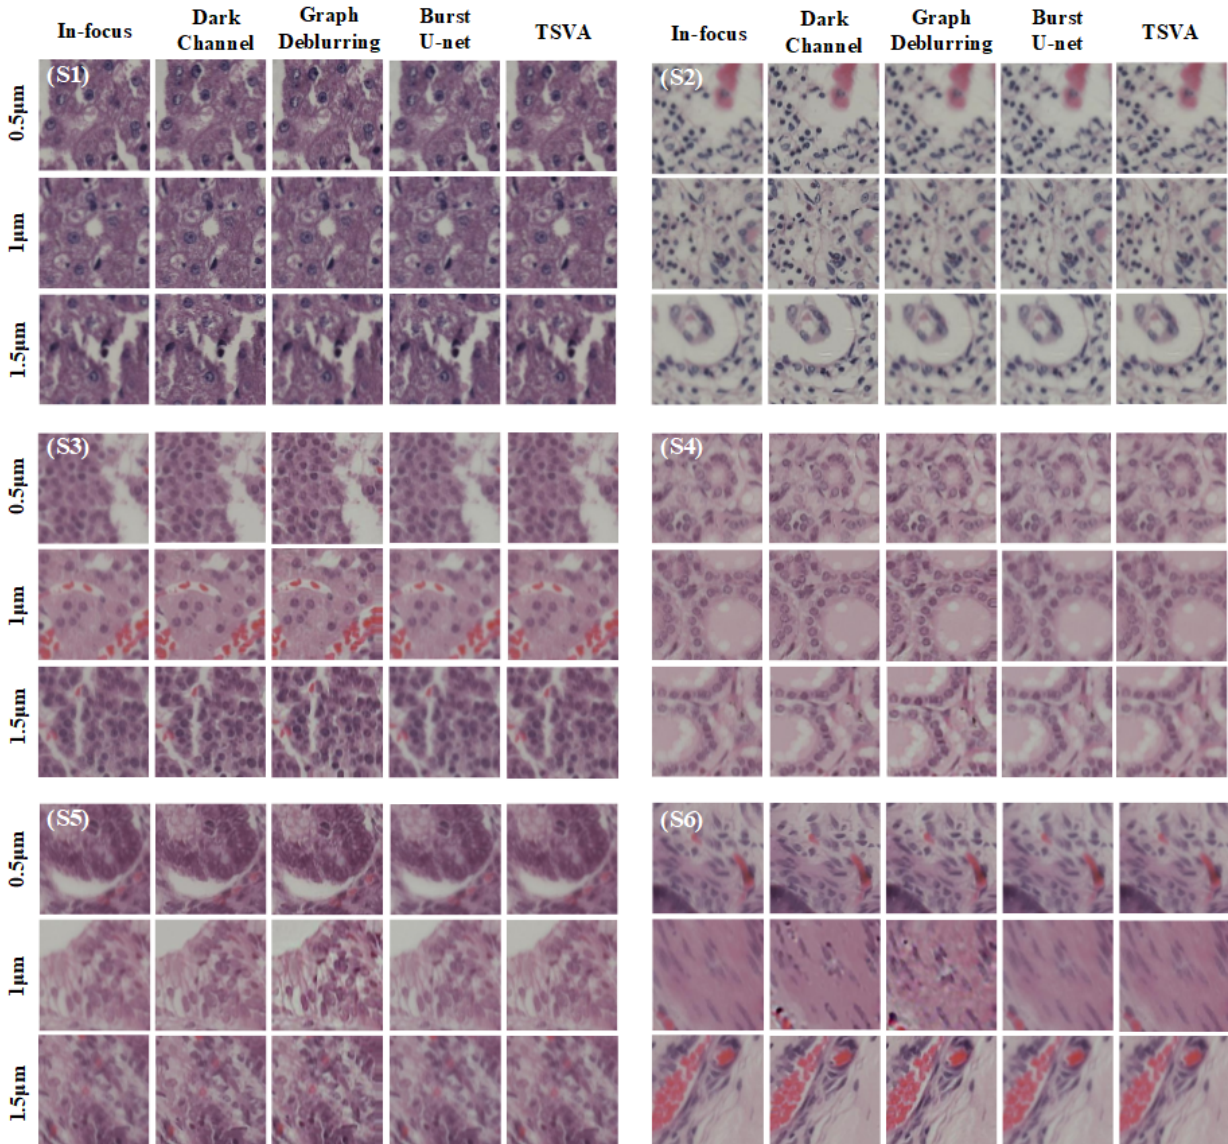 In-focus Dark Channel Graph Deblurring Burst U-net TSVA
In-focus Dark Channel Graph Deblurring Burst U-net TSVA
(S1) (S2)
0.5μm
1μm
1.5μm
(S3) (S4)
0.5μm
1μm
1.5μm
(S5) (S6)
0.5μm
1μm
1.5μm